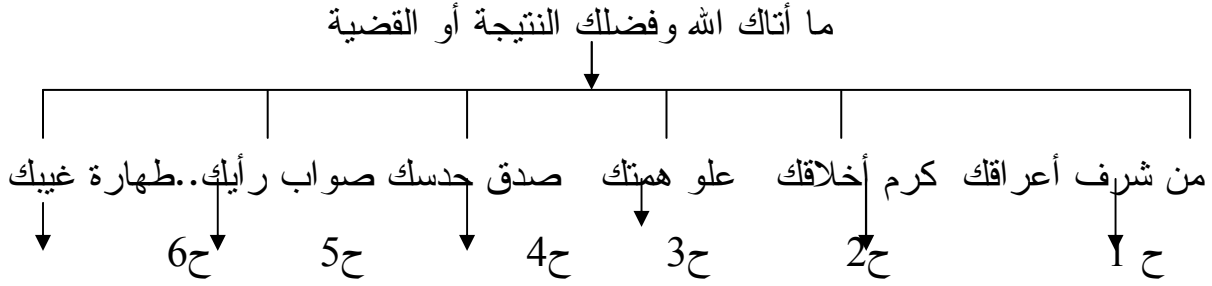 ما أتاك الله وفضلك النتيجة أو القضية
من شرف أعراقك كرم أخلاقك علو همتك صدق حدسك صواب رأيك..طهارة غيبك
ح 1 ح2 ح3 ح4 ح5 ح6